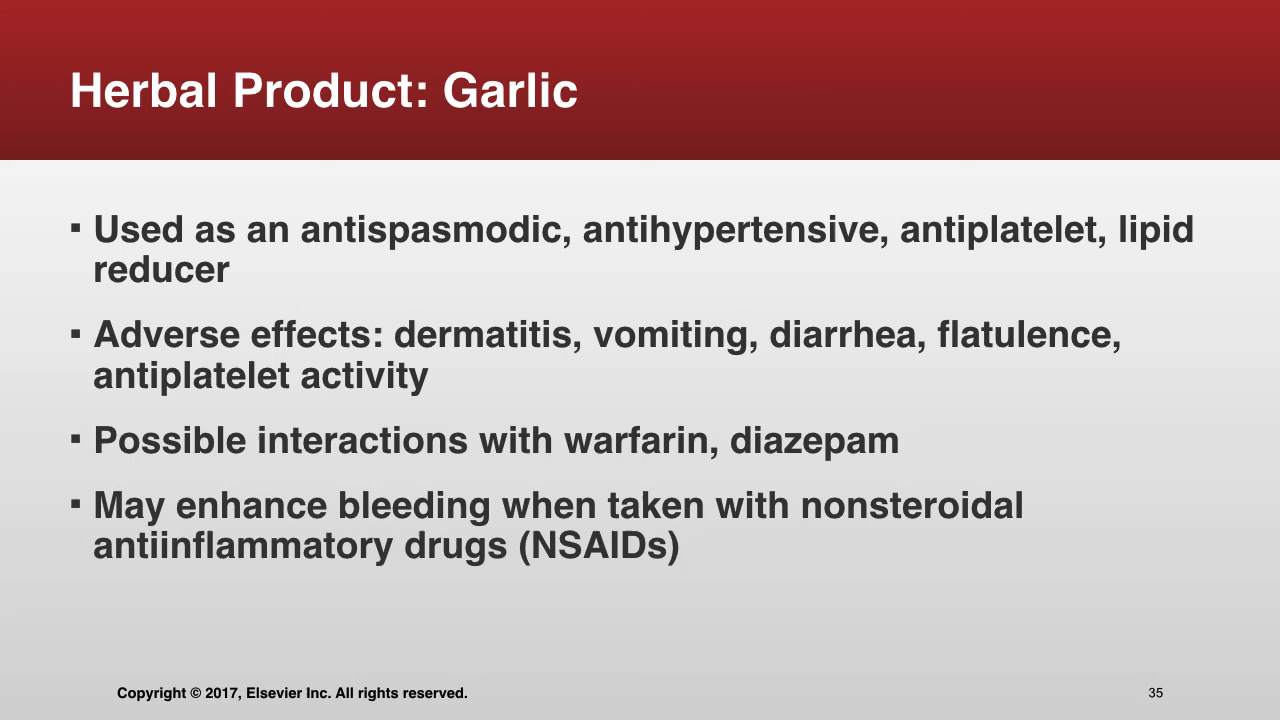 Herbal Product: Garlic
▪ Used as an antispasmodic, antihypertensive, antiplatelet, lipid
reducer
▪ Adverse effects: dermatitis, vomiting, diarrhea, flatulence,
antiplatelet activity
▪ Possible interactions with warfarin, diazepam
▪ May enhance bleeding when taken with nonsteroidal
antiinflammatory drugs (NSAIDs)
Copyright © 2017, Elsevier Inc. All rights reserved.
35